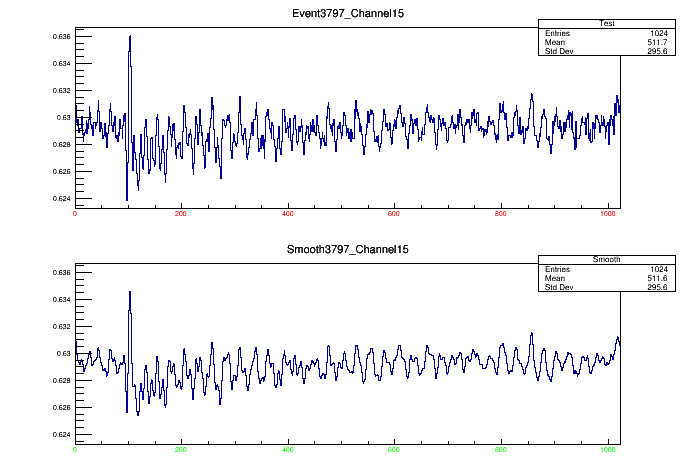 Event3797_Channel15
Test
Entries 1024
Mean 511.7
Std Dev 295.6
0.636
0.634
0.632
0.63
0.628
0.626
0.624
0 200 400 600 800 1000
Smooth3797_Channel15
Smooth
Entries 1024
Mean 511.6
Std Dev 295.6
0.636
0.634
0.632
0.63
0.628
0.626
0.624
0 200 400 600 800 1000